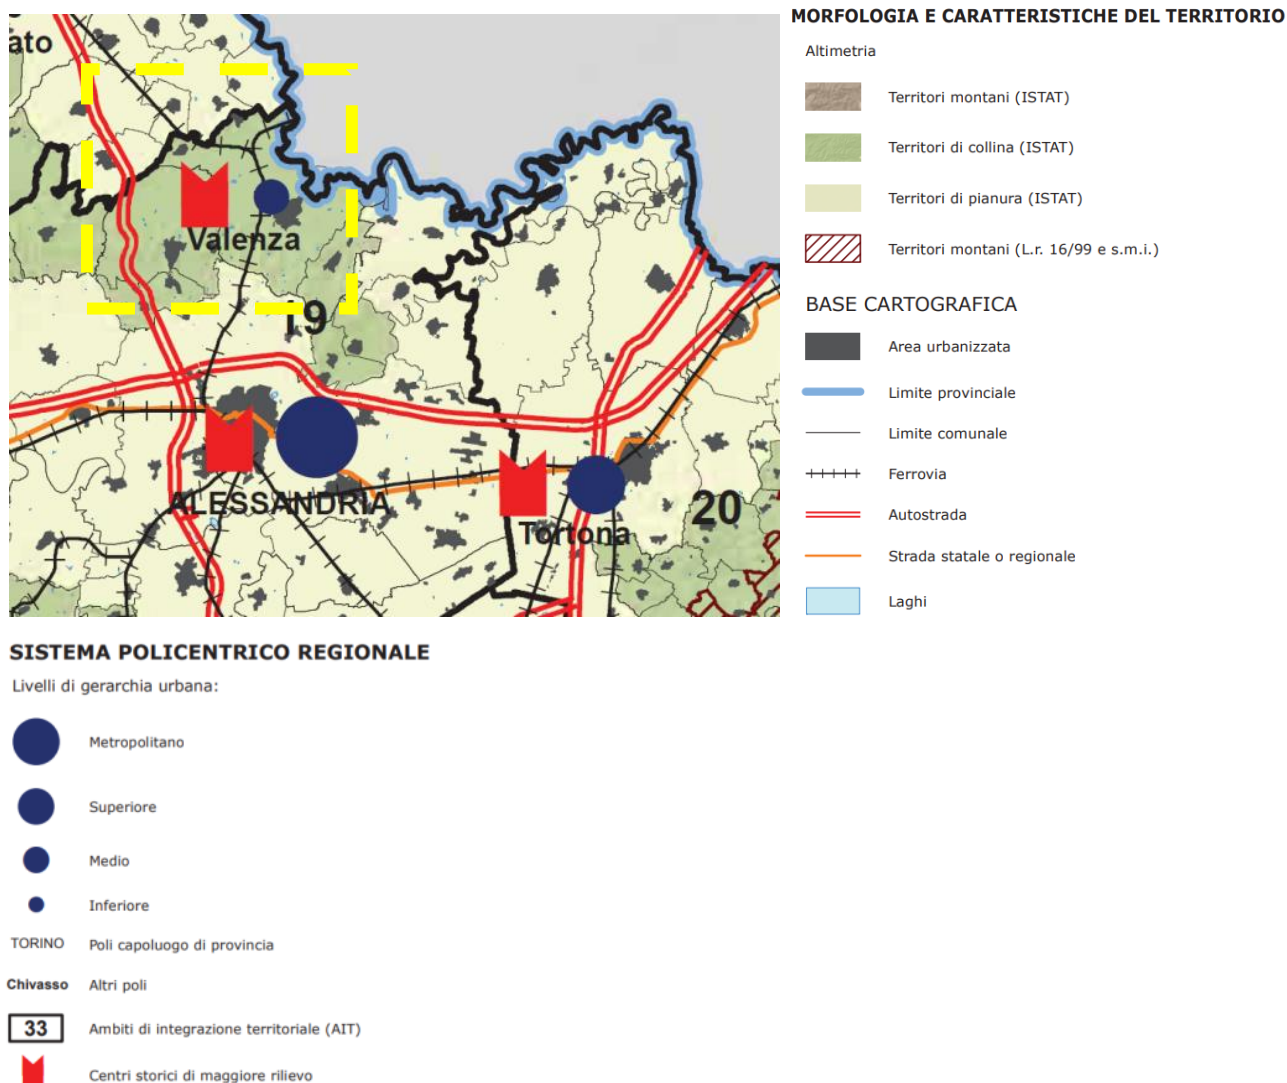 MORFOLOGIA E CARATTERISTICHE DEL TERRITORIO
Altimetria
Territori montani (ISTAT)
Territori di collina (ISTAT)
Territori di pianura (ISTAT)
Territori montani (L.r. 16/99 e s.m.i.)
BASE CARTOGRAFICA
Area urbanizzata
Limite provinciale
Limite comunale
Ferrovia
Autostrada
Strada statale o regionale
Laghi
ato
Valenza
19
ALESSANDRIA
Tortona
20
SISTEMA POLICENTRICO REGIONALE
Livelli di gerarchia urbana:
Metropolitano
Superiore
Medio
Inferiore
TORINO Poli capoluogo di provincia
Chivasso Altri poli
33 Ambiti di integrazione territoriale (AIT)
Centri storici di maggiore rilievo